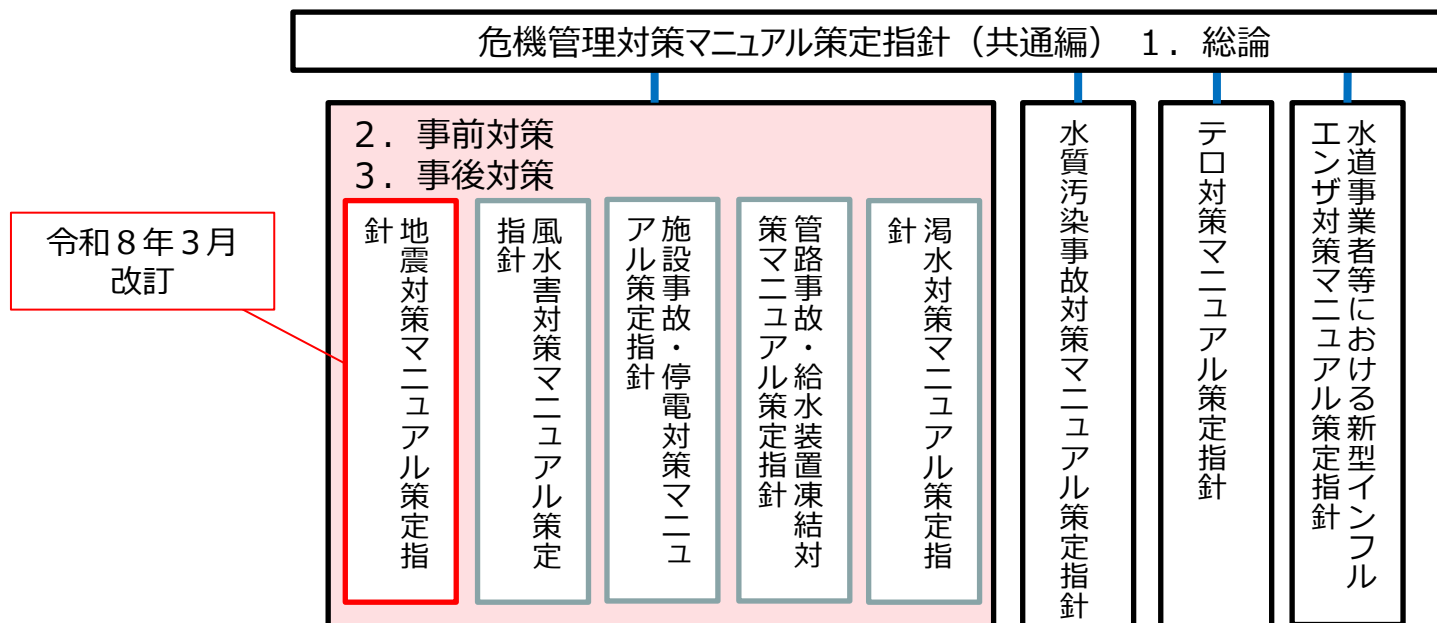 危機管理対策マニュアル策定指針（共通編） １．総論
２．事前対策
３．事後対策
令和８年３月
改訂
地震対策マニュアル策定指
針
風水害対策マニュアル策定
指針
施設事故・停電対策マニュ
アル策定指針
管路事故・給水装置凍結対
策マニュアル策定指針
渇水対策マニュアル策定指
針
水質汚染事故対策マニュアル策定指針
テロ対策マニュアル策定指針
水道事業者等における新型インフル
エンザ対策マニュアル策定指針